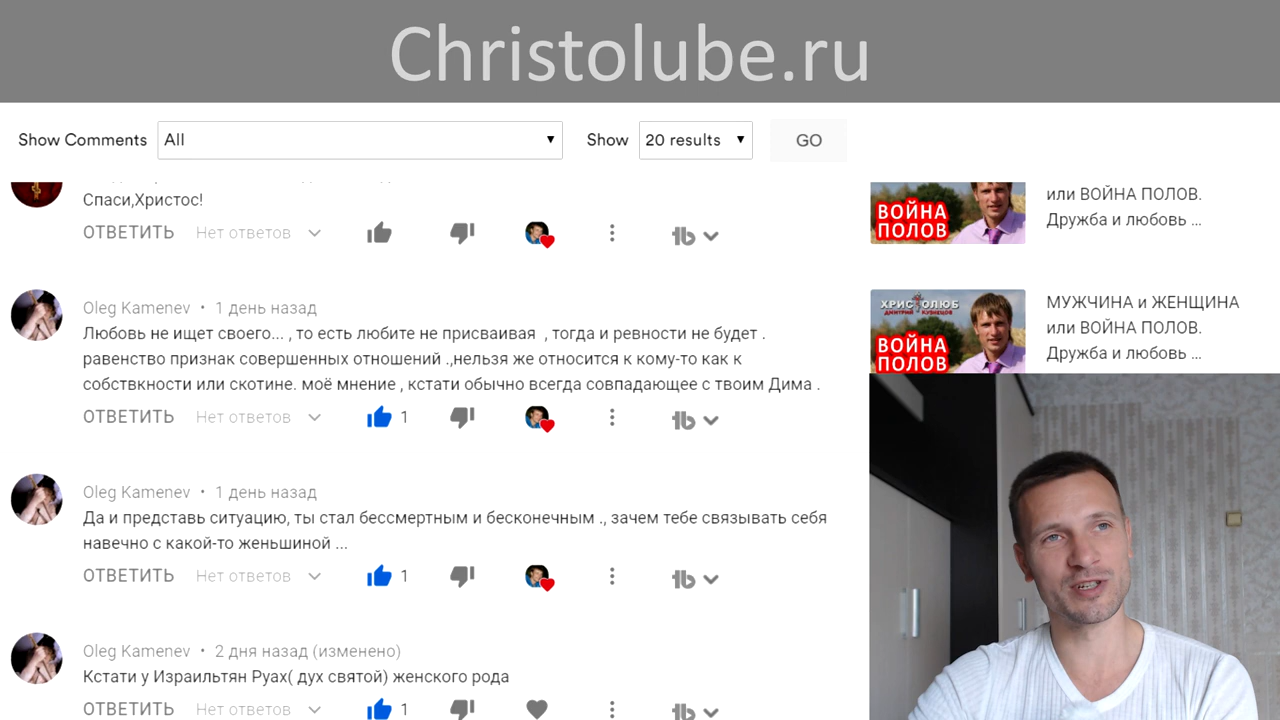 Christolube.ru
Show Comments All ▼ Show 20 results ▼ GO
Спаси,Христос!
ОТВЕТИТЬ Нет ответов
или ВОЙНА ПОЛОВ.
Дружба и любовь ...
ВОЙНА
ПОЛОВ
Oleg Kamenev • 1 день назад
Любовь не ищет своего... , то есть любите не присваивая , тогда и ревности не будет .
равенство признак совершенных отношений .,нельзя же относится к кому-то как к
собствкности или скотине. моё мнение , кстати обычно всегда совпадающее с твоим Дима .
ОТВЕТИТЬ Нет ответов 1
ХРИСТОЛЮБ
ДМИТРИЙ КУЗНЕЦОВ
ВОЙНА
ПОЛОВ
МУЖЧИНА и ЖЕНЩИНА
или ВОЙНА ПОЛОВ.
Дружба и любовь ...
Oleg Kamenev • 1 день назад
Да и представь ситуацию, ты стал бессмертным и бесконечным ., зачем тебе связывать себя
навечно с какой-то женьшиной ...
ОТВЕТИТЬ Нет ответов 1
Oleg Kamenev • 2 дня назад (изменено)
Кстати у Израильтян Руах( дух святой) женского рода
ОТВЕТИТЬ Нет ответов 1